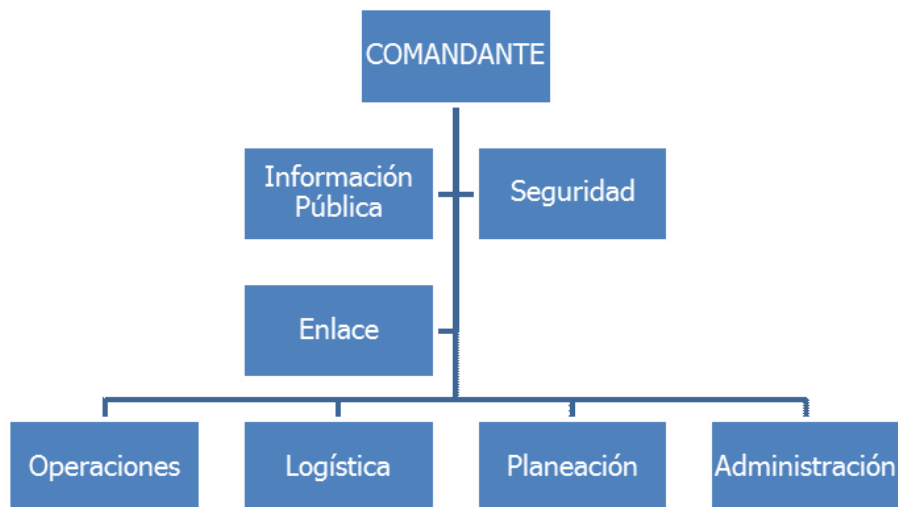 COMANDANTE
Información
Pública
Seguridad
Enlace
Operaciones
Logística
Planeación
Administración